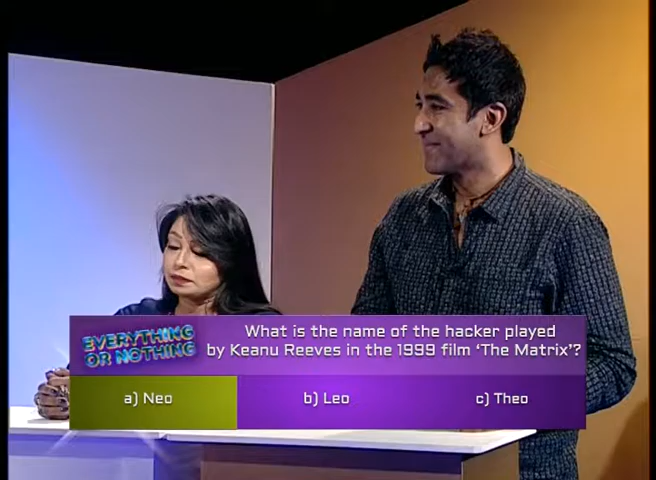 EVERYTHING
OR NOTHING
What is the name of the hacker played
by Keanu Reeves in the 1999 film ‘The Matrix’?
a) Neo
b) Leo
c) Theo